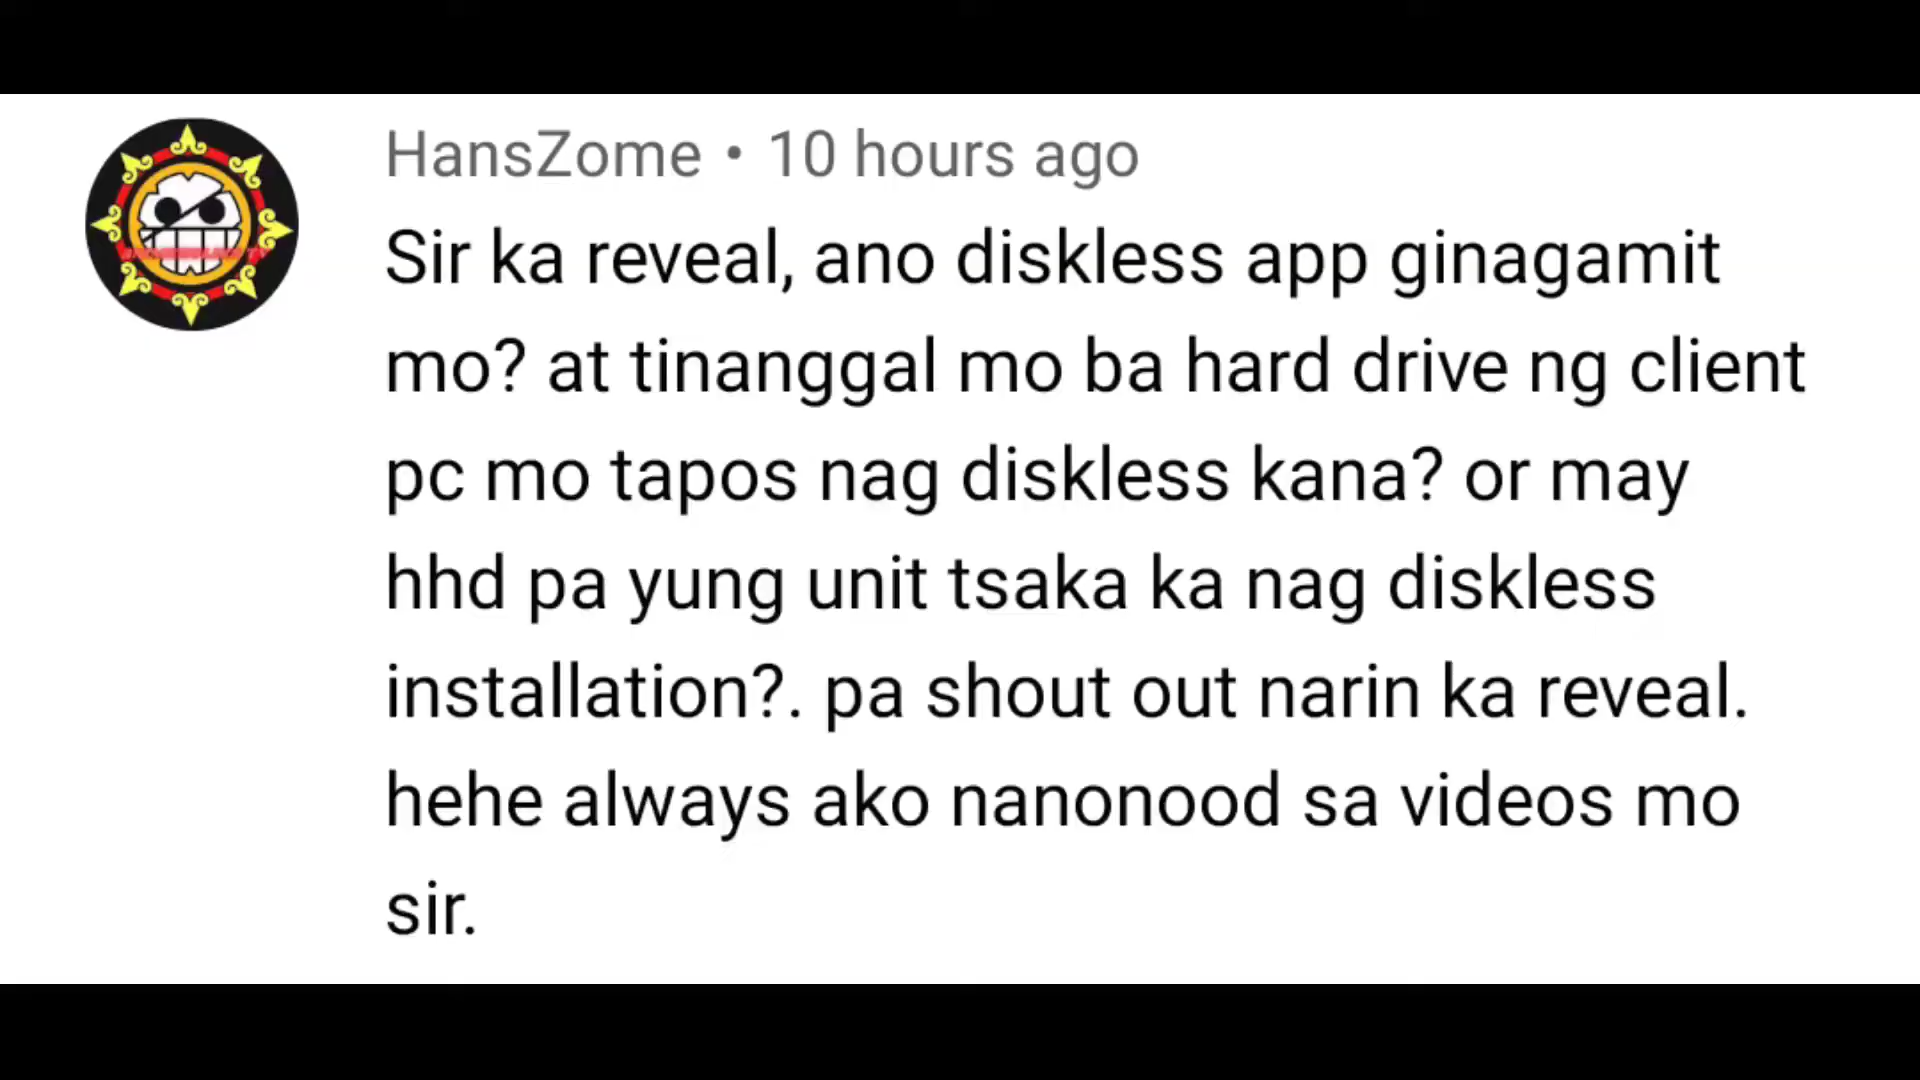 HansZome • 10 hours ago
Sir ka reveal, ano diskless app ginagamit
mo? at tinanggal mo ba hard drive ng client
pc mo tapos nag diskless kana? or may
hhd pa yung unit tsaka ka nag diskless
installation?. pa shout out narin ka reveal.
hehe always ako nanonood sa videos mo
sir.